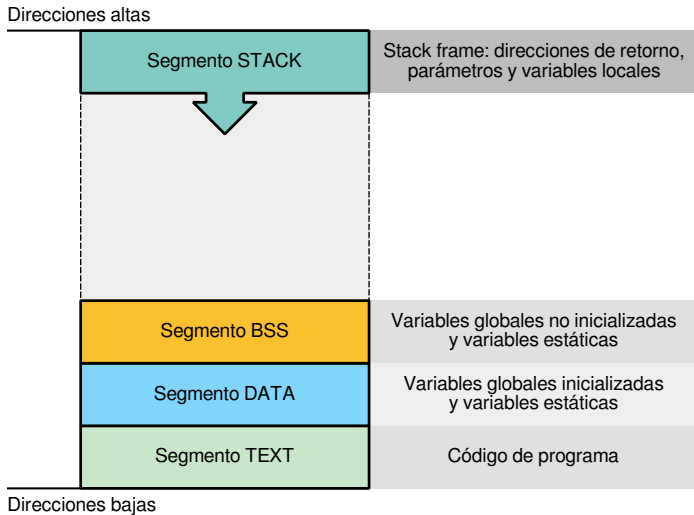 Direcciones altas
Segmento STACK
Stack frame: direcciones de retorno,
parámetros y variables locales
Segmento BSS
Variables globales no inicializadas
y variables estáticas
Segmento DATA
Variables globales inicializadas
y variables estáticas
Segmento TEXT
Código de programa
Direcciones bajas